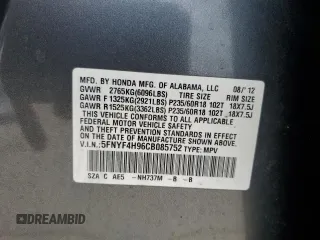 MFD. BY HONDA MFG. OF ALABAMA, LLC 08/12
GVWR 2765KG(6096LBS) TIRE SIZE RIM SIZE
GAWR F1325KG(2921LBS) P235/60R18 102T 18X7.5J
GAWR R1525KG(3362LBS) P235/60R18 102T 18X7.5J
THIS VEHICLE CONFORMS TO ALL APPLICABLE
FEDERAL MOTOR VEHICLE SAFETY AND
THEFT PREVENTION STANDARDS IN EFFECT
ON THE DATE OF MANUFACTURE SHOWN ABOVE.
V.I.N.: 5FNYF4H96CB085752 TYPE: MPV
SZA C AE5 -NH737M -B -B
AUTOHELPERBOT.COM